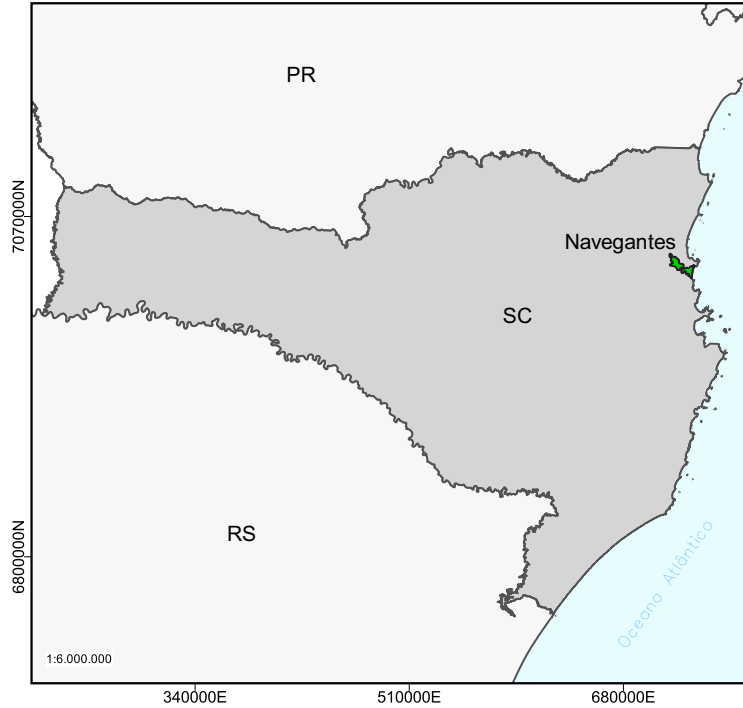 PR
7070000N
Navegantes
SC
RS
6800000N
Oceano Atlântico
1:6.000.000
340000E
510000E
680000E